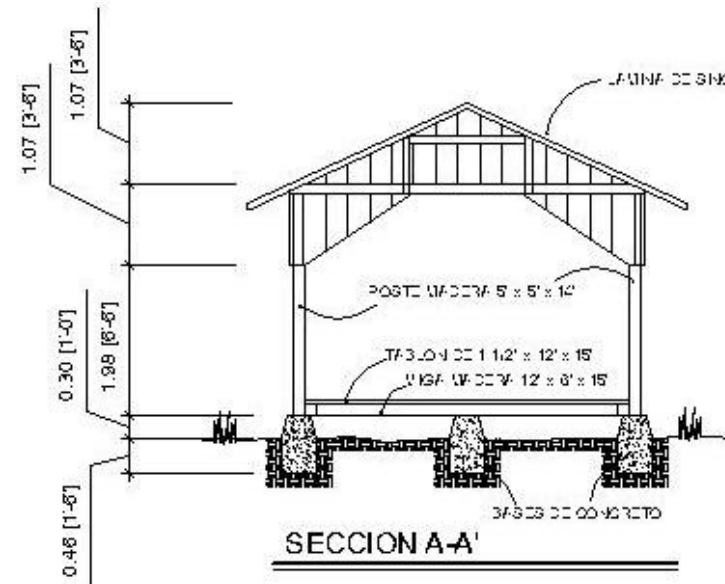 1.07 [3'-6']
1.07 [3'-6']
LAMINA DE SINC
POSTE MADERA 5' x 5' x 14'
0.30 [1'-0']
1.98 [6'-6']
TABLON DE 1 1/2' x 12' x 15'
VIGA MADERA 12' x 6' x 15'
0.46 [1'-6']
BASES DE CONCRETO
SECCION A-A'